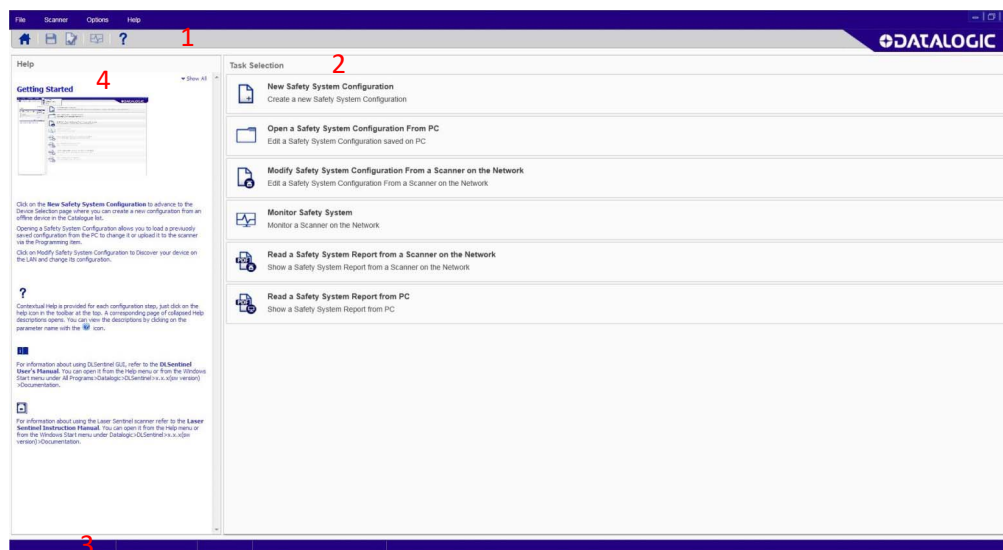 File Scanner Options Help
? 1
DATALOGIC
Help
4
Show All
Getting Started
Click on the New Safety System Configuration to advance to the
Device Selection page where you can create a new configuration from an
offline device in the Catalogue list.
Opening a Safety System Configuration allows you to load a previously
saved configuration from the PC to change it or upload it to the scanner
via the Programming item.
Click on Modify Safety System Configuration to Discover your device on
the LAN and change its configuration.
?
Contextual Help is provided for each configuration step, just click on the
help icon in the toolbar at the top. A corresponding page of collapsed Help
descriptions opens. You can view the descriptions by clicking on the
parameter name with the icon.
For information about using DLSentinel GUI, refer to the DLSentinel
User's Manual. You can open it from the Help menu or from the Windows
Start menu under All Programs>Datalogic>DLSentinel>x.x.x(sw version)
>Documentation.
For information about using the Laser Sentinel scanner refer to the Laser
Sentinel Instruction Manual. You can open it from the Help menu or
from the Windows Start menu under Datalogic>DLSentinel>x.x.x(sw
version)>Documentation.
Task Selection 2
New Safety System Configuration
Create a new Safety System Configuration
Open a Safety System Configuration From PC
Edit a Safety System Configuration saved on PC
Modify Safety System Configuration From a Scanner on the Network
Edit a Safety System Configuration From a Scanner on the Network
Monitor Safety System
Monitor a Scanner on the Network
PDF
Read a Safety System Report from a Scanner on the Network
Show a Safety System Report from a Scanner on the Network
PDF
Read a Safety System Report from PC
Show a Safety System Report from PC
3